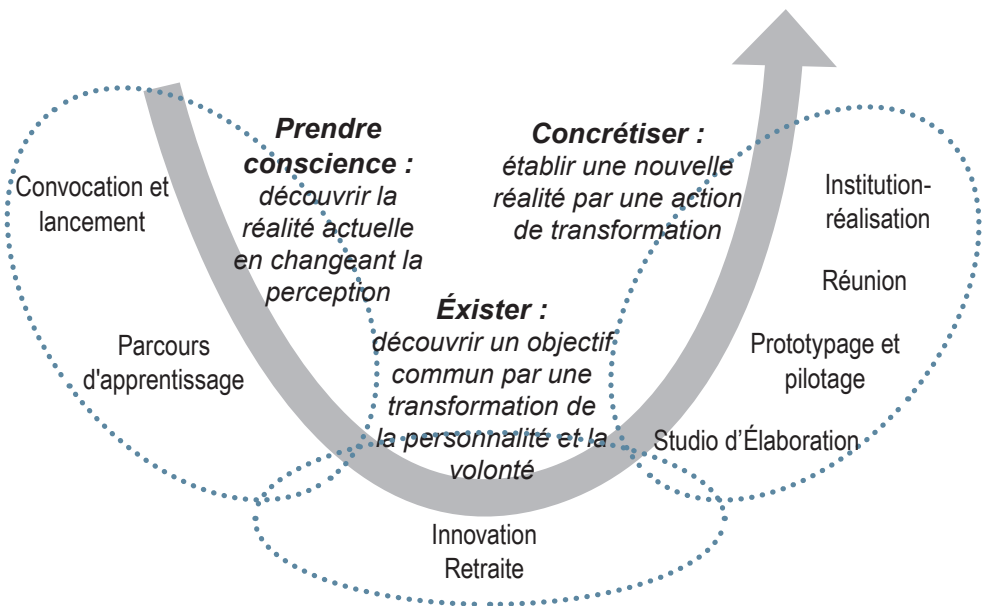 Convocation et
lancement
Parcours
d'apprentissage
Prendre
conscience :
découvrir la
réalité actuelle
en changeant la
perception
Éxister :
découvrir un objectif
commun par une
transformation de
la personnalité et la
volonté
Innovation
Retraite
Concrétiser :
établir une nouvelle
réalité par une action
de transformation
Institution-
réalisation
Réunion
Prototypage et
pilotage
Studio d’Élaboration